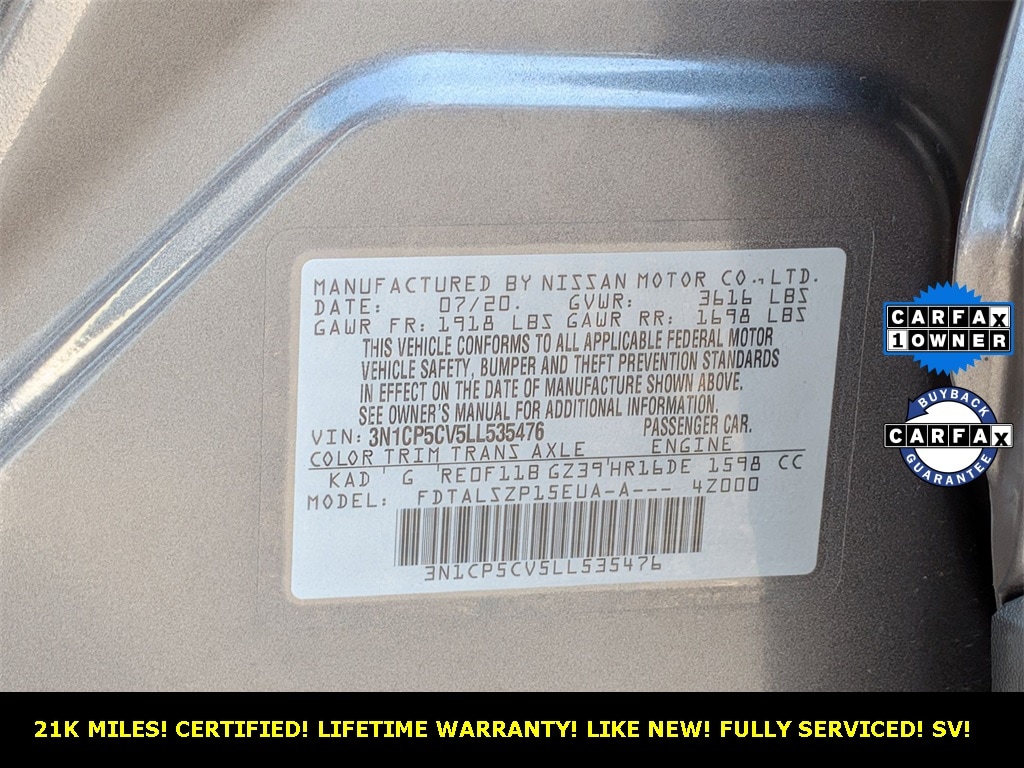 MANUFACTURED BY NISSAN MOTOR CO., LTD.
DATE: 07/20. GVWR: 3616 LBS
GAWR FR: 1918 LBS GAWR RR: 1698 LBS
THIS VEHICLE CONFORMS TO ALL APPLICABLE FEDERAL MOTOR
VEHICLE SAFETY, BUMPER AND THEFT PREVENTION STANDARDS
IN EFFECT ON THE DATE OF MANUFACTURE SHOWN ABOVE.
SEE OWNER'S MANUAL FOR ADDITIONAL INFORMATION.
VIN: 3N1CP5CV5LL535476 PASSENGER CAR.
COLOR TRIM TRANS AXLE ENGINE
KAD ' G 'RE0F11B GZ39'HR16DE 1598 CC
MODEL: FDTALSZP15EUA-A--- 4Z000
3N1CP5CV5LL535476
CARFAX
1 OWNER
BUYBACK
CARFAX
GUARANTEE
21K MILES! CERTIFIED! LIFETIME WARRANTY! LIKE NEW! FULLY SERVICED! SV!